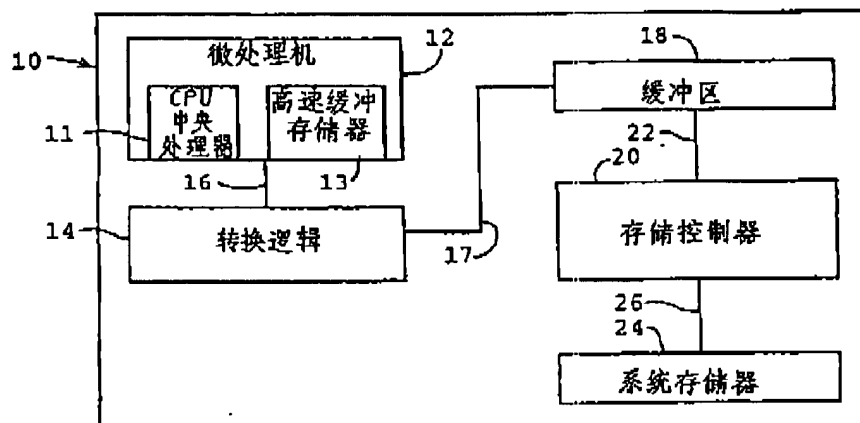 10
微处理机
12
11
CPU
中央
处理器
高速缓冲
存储器
13
16
14
转换逻辑
17
18
缓冲区
22
20
存储控制器
26
24
系统存储器